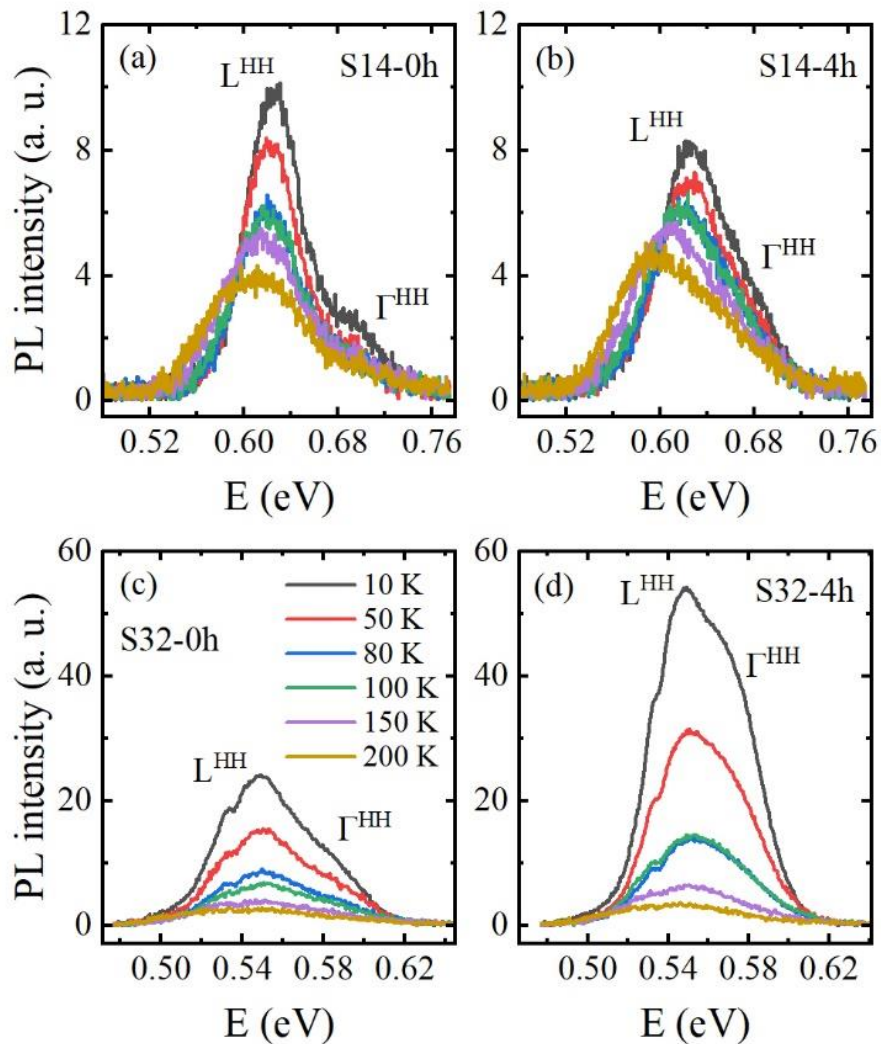 (a)
S14-0h
L^HH
Γ^HH
PL intensity (a. u.)
12
8
4
0
0.52 0.60 0.68 0.76
E (eV)
(b)
S14-4h
L^HH
Γ^HH
12
8
4
0
0.52 0.60 0.68 0.76
E (eV)
(c)
S32-0h
10 K
50 K
80 K
100 K
150 K
200 K
L^HH
Γ^HH
PL intensity (a. u.)
60
40
20
0
0.50 0.54 0.58 0.62
E (eV)
(d)
S32-4h
L^HH
Γ^HH
60
40
20
0
0.50 0.54 0.58 0.62
E (eV)